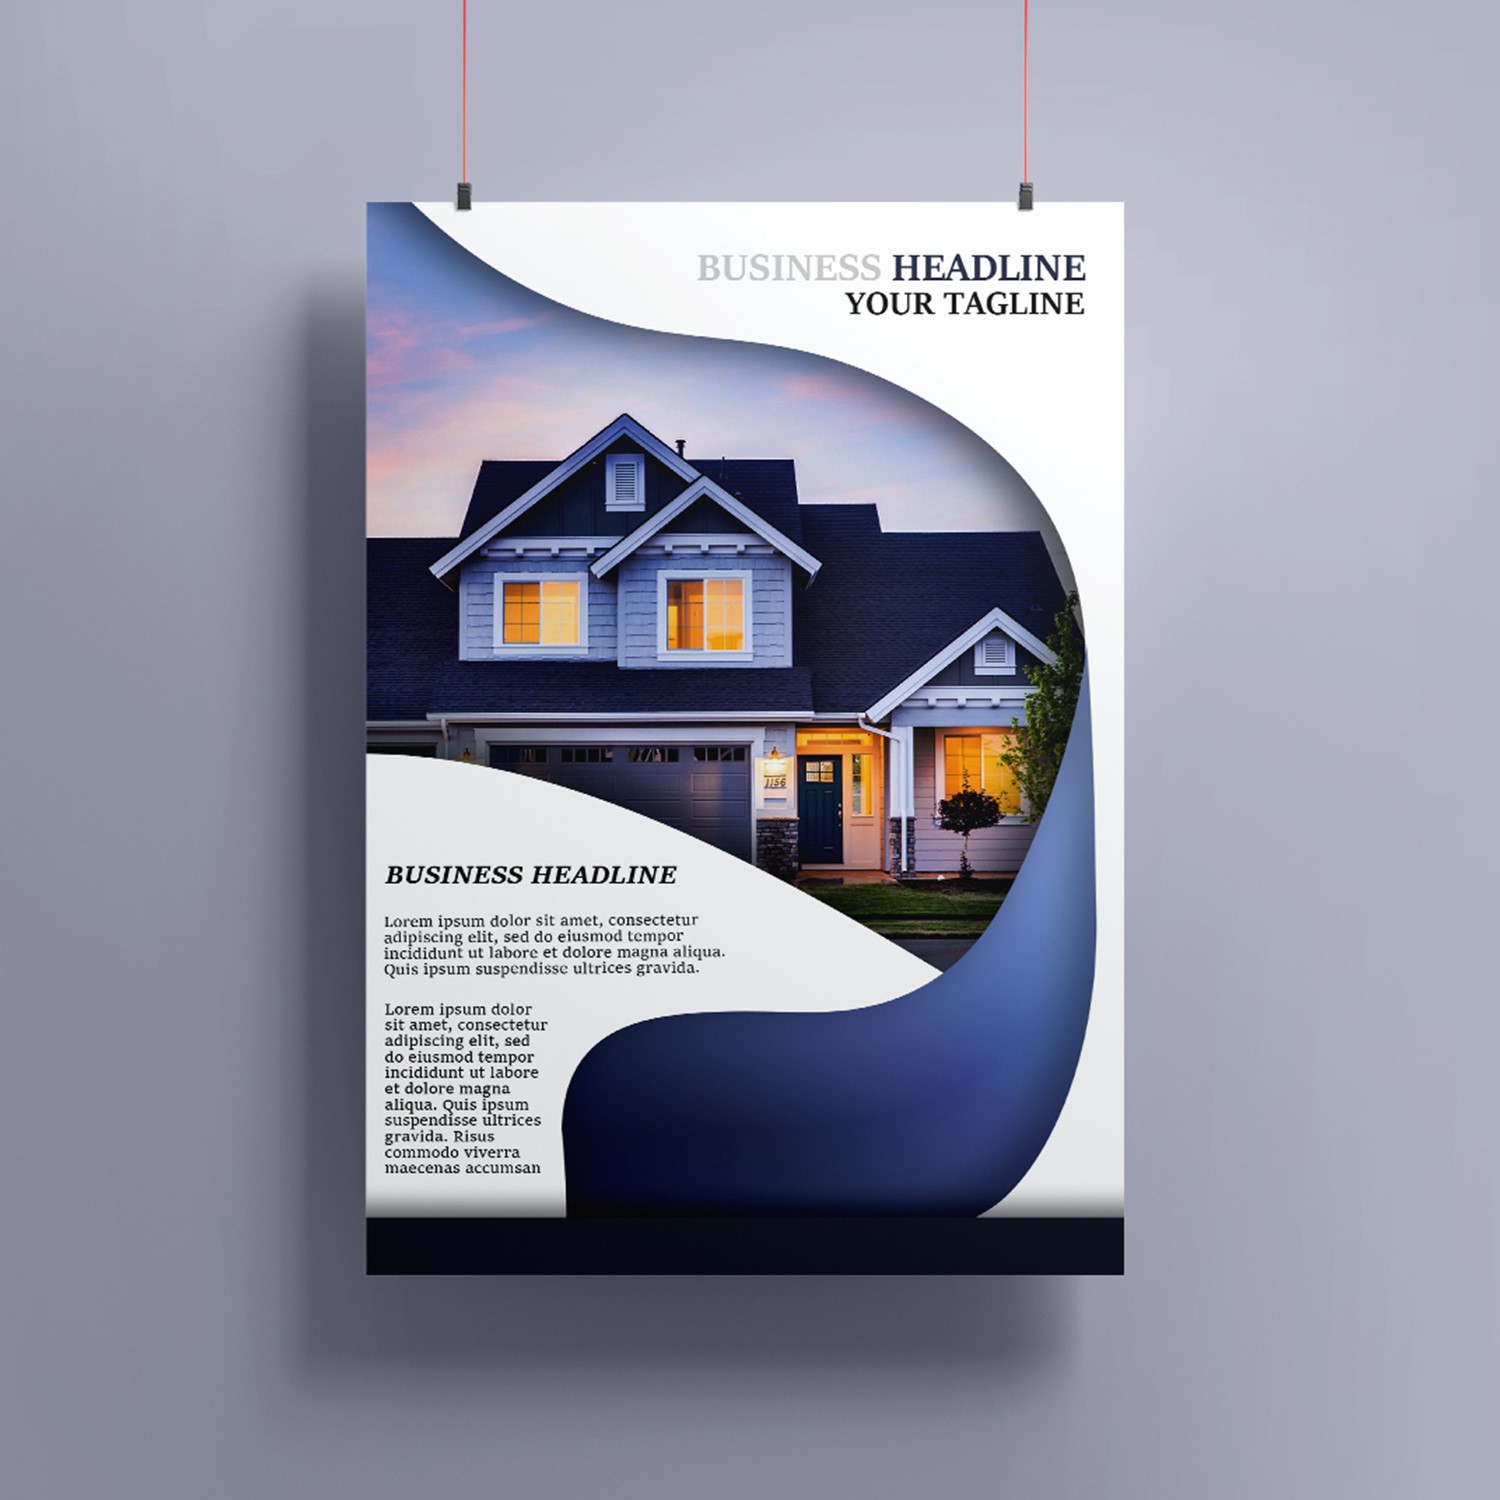 BUSINESS HEADLINE
YOUR TAGLINE
1156
BUSINESS HEADLINE
Lorem ipsum dolor sit amet, consectetur
adipiscing elit, sed do eiusmod tempor
incididunt ut labore et dolore magna aliqua.
Quis ipsum suspendisse ultrices gravida.
Lorem ipsum dolor
sit amet, consectetur
adipiscing elit, sed
do eiusmod tempor
incididunt ut labore
et dolore magna
aliqua. Quis ipsum
suspendisse ultrices
gravida. Risus
commodo viverra
maecenas accumsan